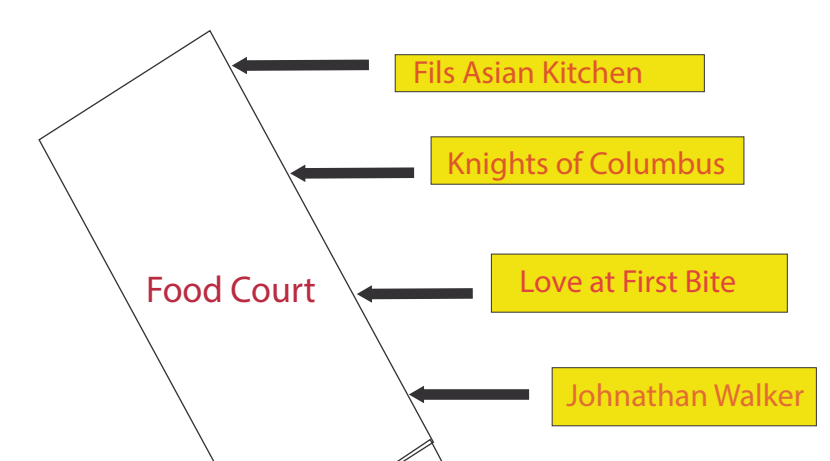 Fils Asian Kitchen
Knights of Columbus
Food Court
Love at First Bite
Johnathan Walker